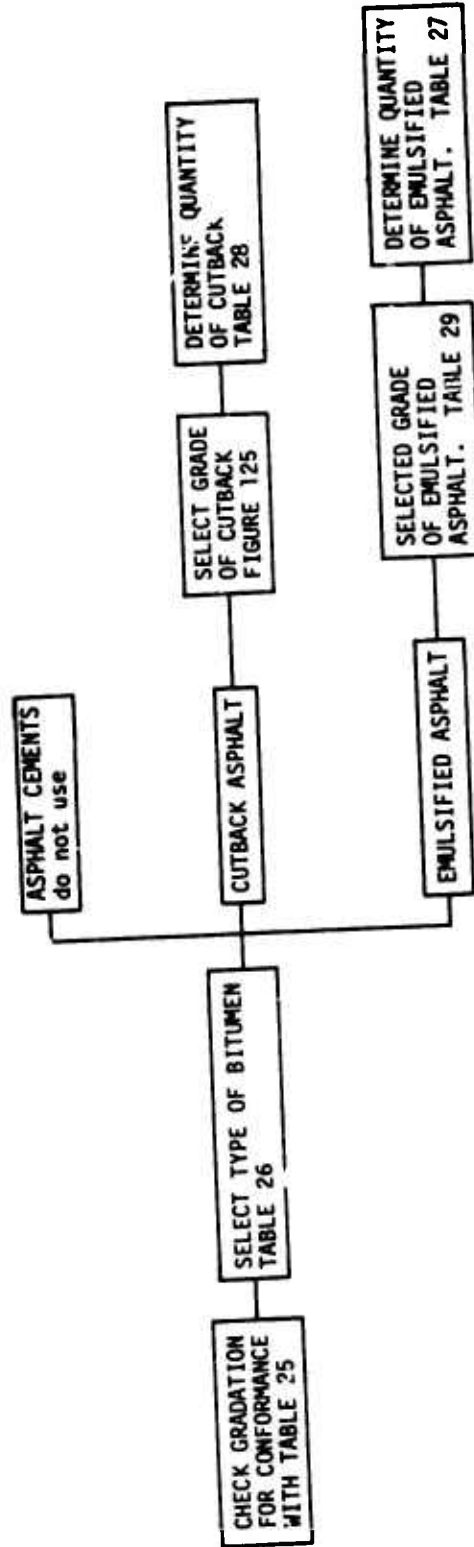 CHECK GRADATION
FOR CONFORMANCE
WITH TABLE 25
SELECT TYPE OF BITUMEN
TABLE 26
ASPHALT CEMENTS
do not use
CUTBACK ASPHALT
SELECT GRADE
OF CUTBACK
FIGURE 125
DETERMINE QUANTITY
OF CUTBACK
TABLE 28
EMULSIFIED ASPHALT
SELECTED GRADE
OF EMULSIFIED
ASPHALT. TABLE 29
DETERMINE QUANTITY
OF EMULSIFIED
ASPHALT. TABLE 27